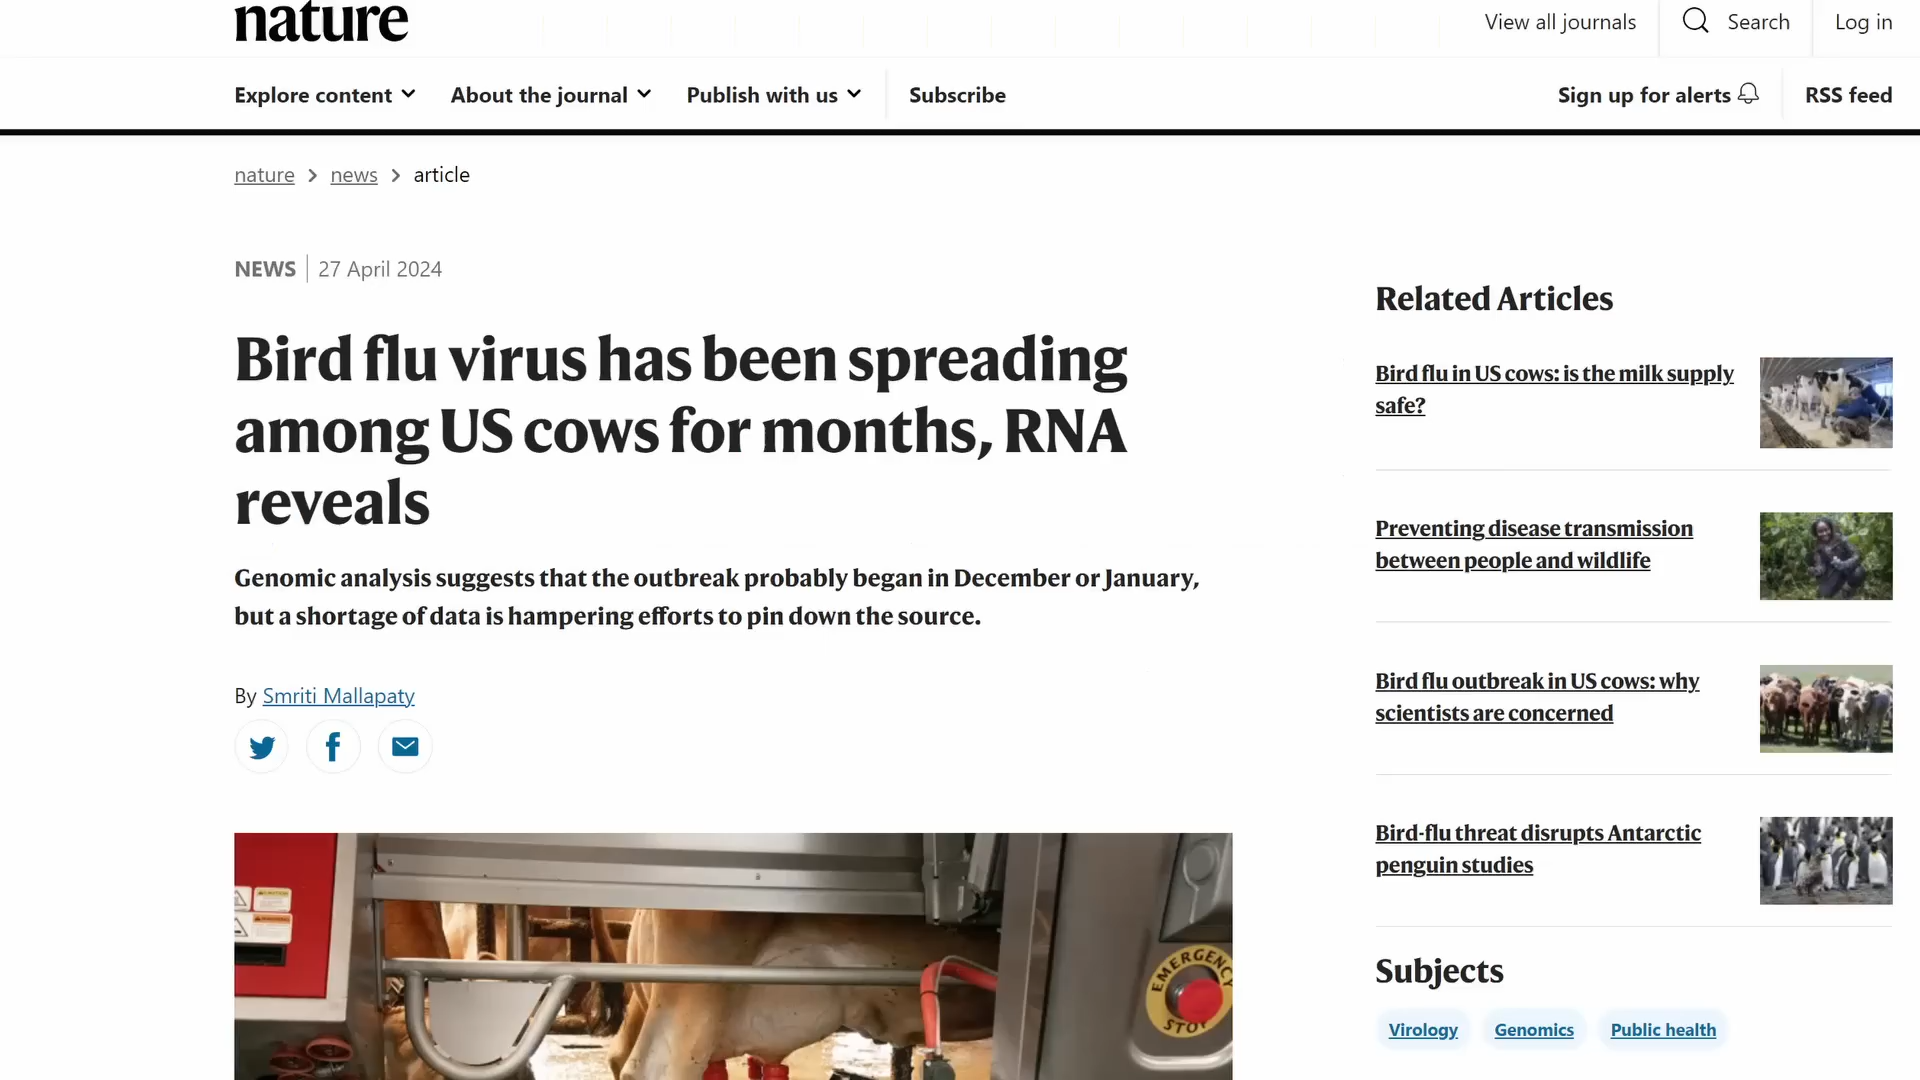 nature
View all journals
Search
Log in
Explore content
About the journal
Publish with us
Subscribe
Sign up for alerts
RSS feed
nature > news > article
NEWS | 27 April 2024
Bird flu virus has been spreading
among US cows for months, RNA
reveals
Genomic analysis suggests that the outbreak probably began in December or January,
but a shortage of data is hampering efforts to pin down the source.
By Smriti Mallapaty
EMERGENCY
STOP
Related Articles
Bird flu in US cows: is the milk supply
safe?
Preventing disease transmission
between people and wildlife
Bird flu outbreak in US cows: why
scientists are concerned
Bird-flu threat disrupts Antarctic
penguin studies
Subjects
Virology
Genomics
Public health